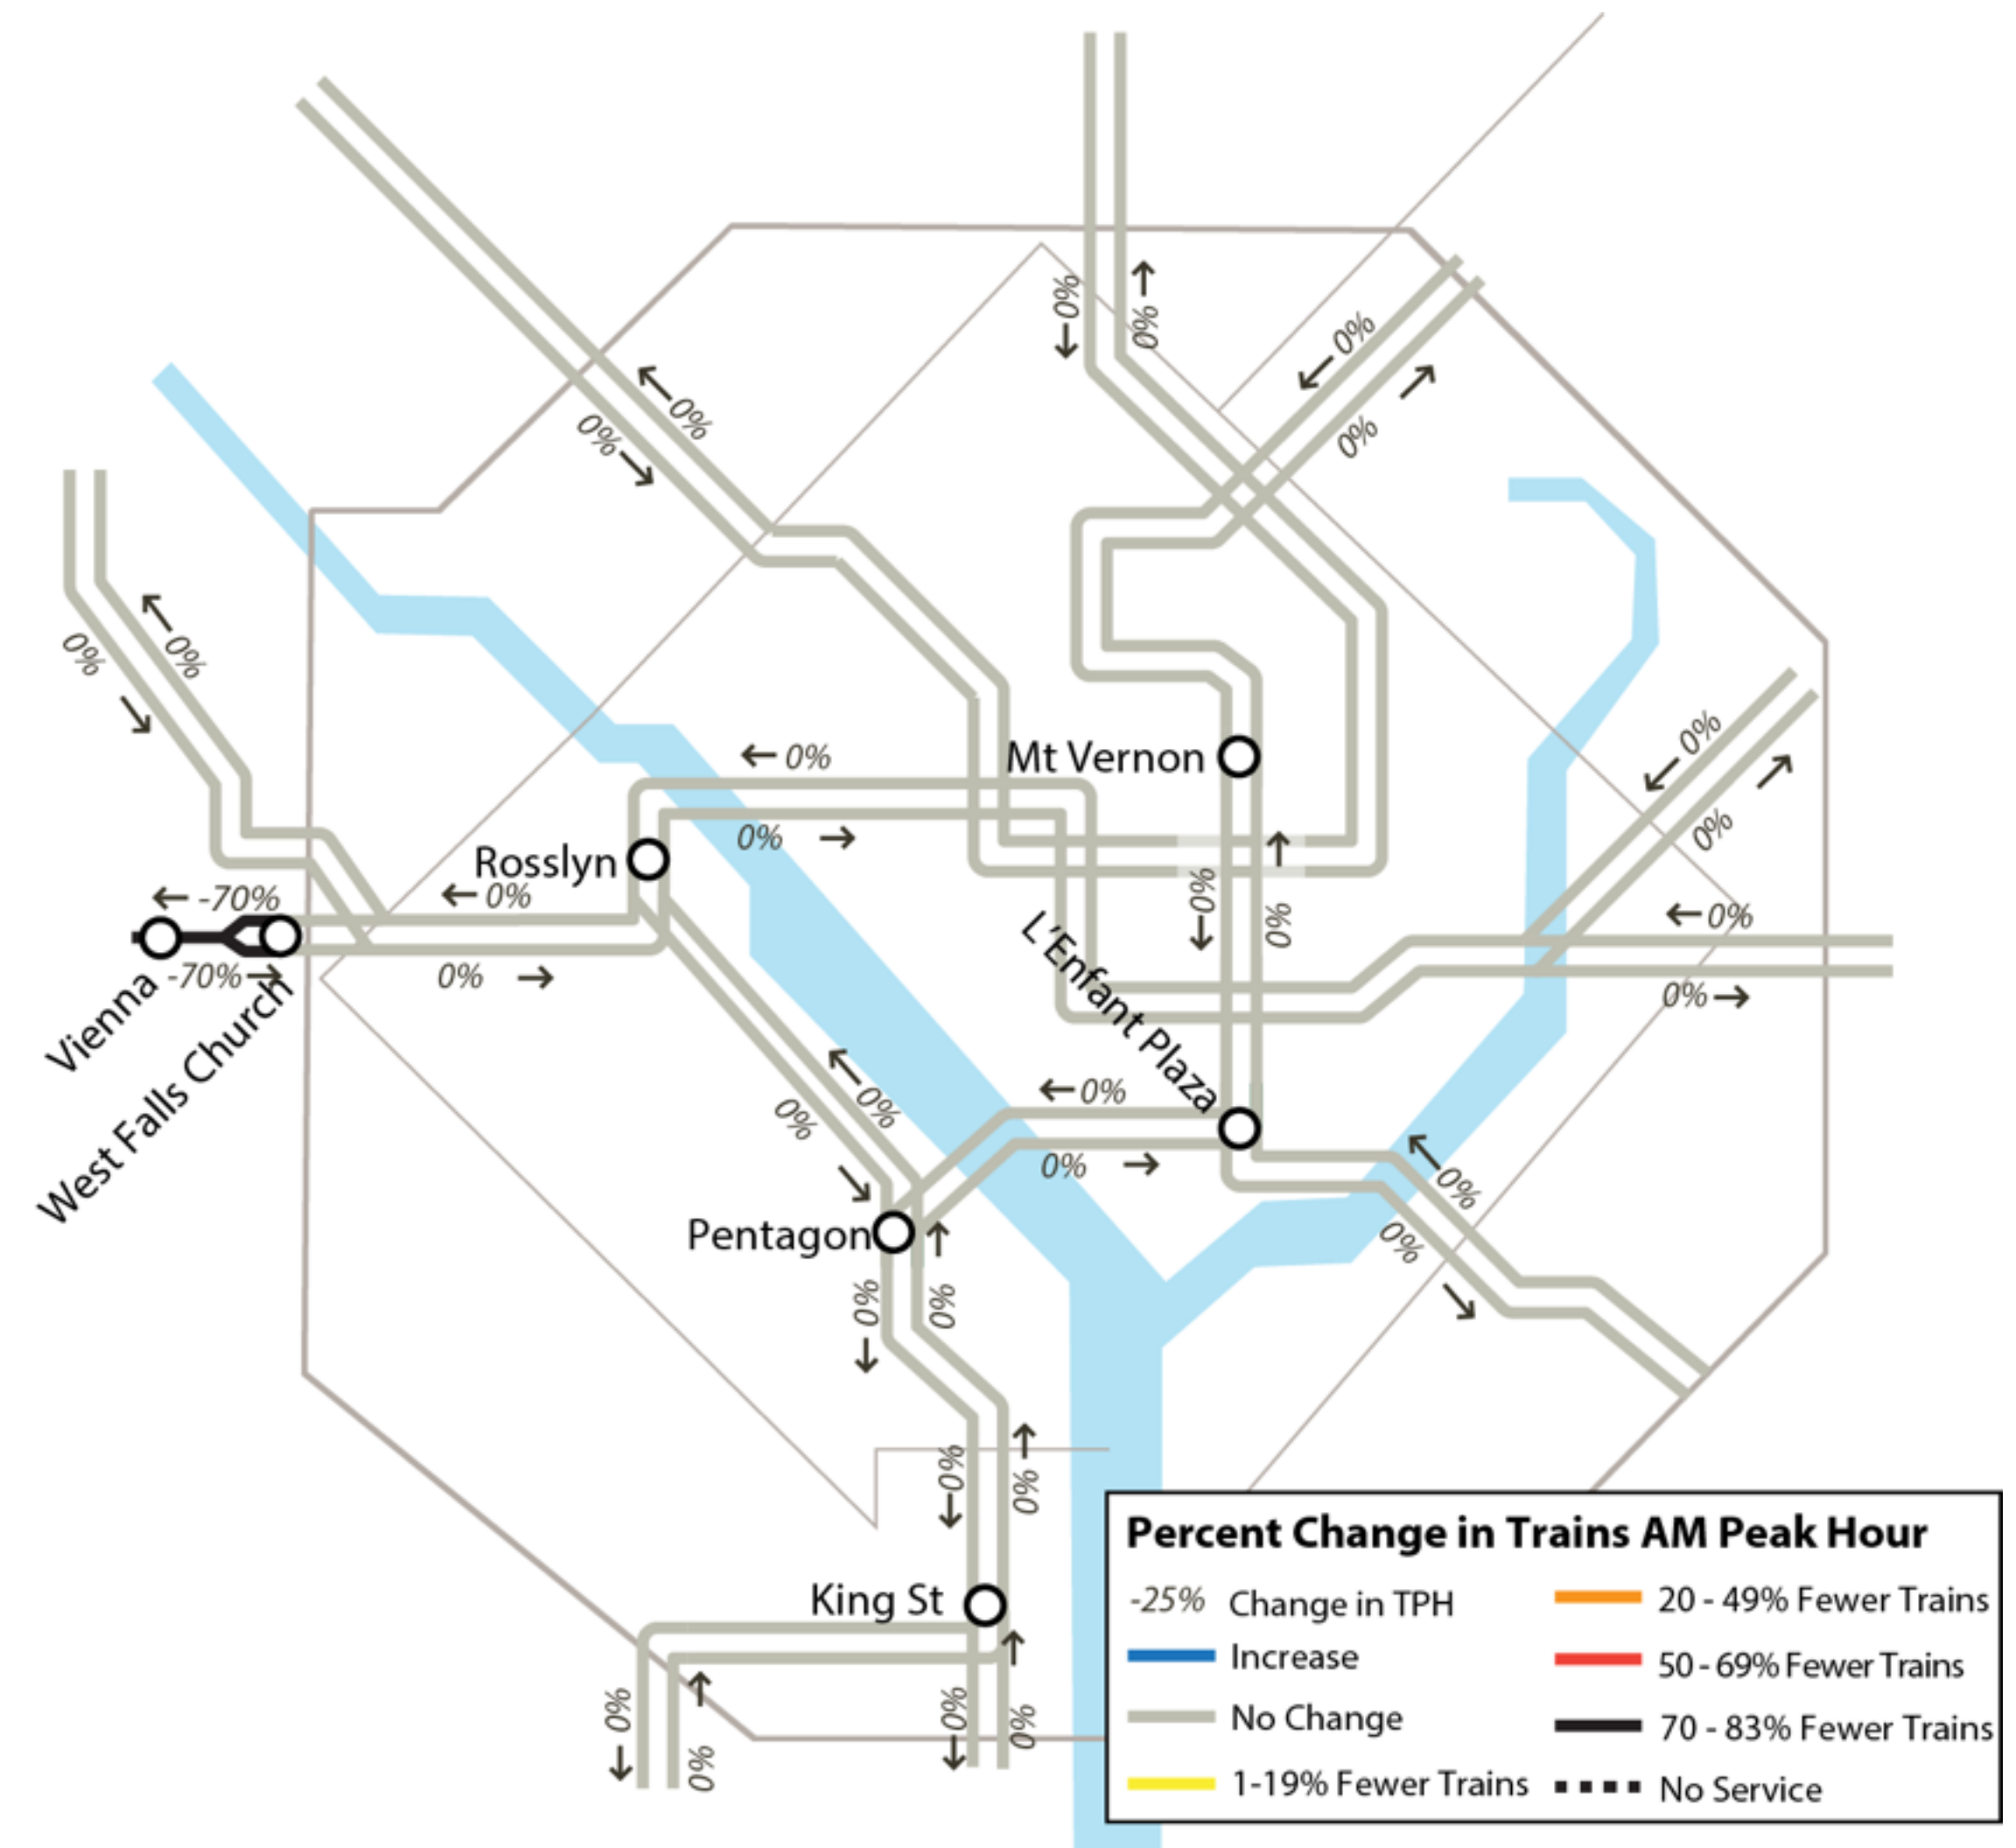 0%
0%
0%
0%
0%
0%
0%
0%
0%
← 0%
Mt Vernon
0%
0%
0% →
Rosslyn
← -70%
← 0%
0%
0%
← 0%
Vienna
-70% →
West Falls Church
0% →
L'Enfant Plaza
0% →
0%
0%
← 0%
0% →
0%
Pentagon
0%
0%
0%
0%
0%
King St
0%
0%
0%
0%
Percent Change in Trains AM Peak Hour
-25% Change in TPH
Increase
No Change
1-19% Fewer Trains
20 - 49% Fewer Trains
50 - 69% Fewer Trains
70 - 83% Fewer Trains
No Service